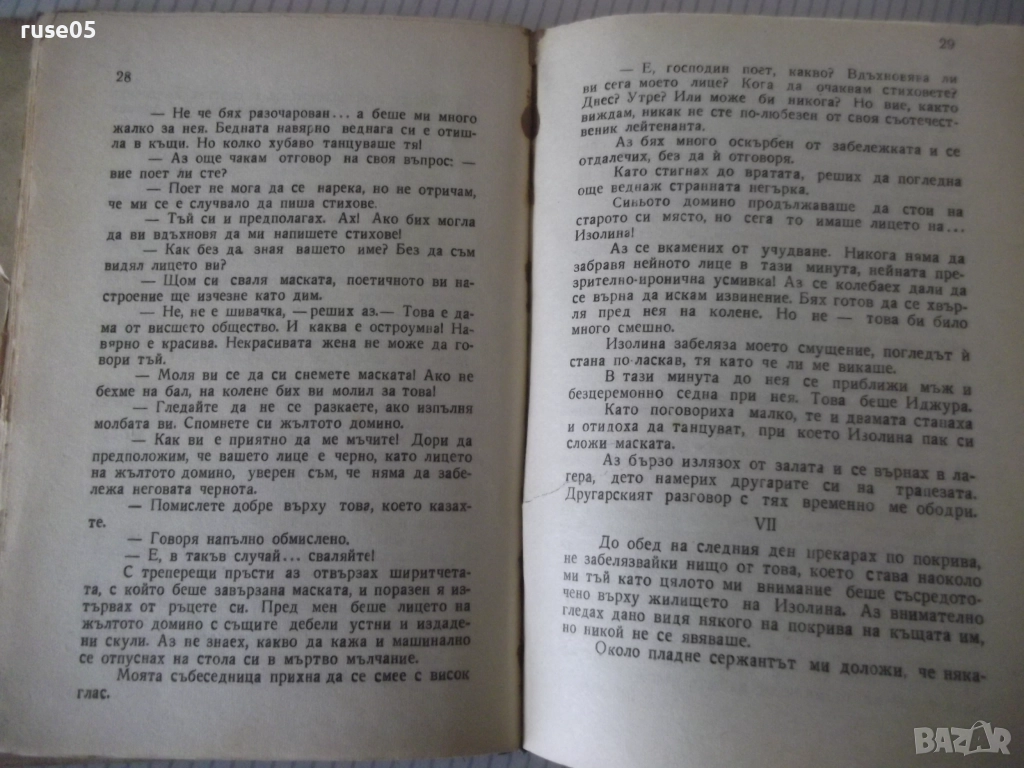 ruse05
28
— Не че бях разочарован... а беше ми много
жалко за нея. Бедната навярно веднага си е отиш-
ла в къщи. Но колко хубаво танцуваше тя!
— Аз още чакам отговор на своя въпрос: —
вие поет ли сте?
— Поет не мога да се нарека, но не отричам,
че ми се е случвало да пиша стихове.
— Тъй си и предполагах. Ах! Ако бих могла
да ви вдъхновя да ми напишете стихове!
— Как без да зная вашето име? Без да съм
видял лицето ви?
— Щом си сваля маската, поетичното ви на-
строение ще изчезне като дим.
— Не, не е шивачка, — реших аз.— Това е да-
ма от висшето общество. И каква е остроумна! На-
вярно е красива. Некрасивата жена не може да го-
вори тъй.
— Моля ви се да си снемете маската! Ако не
бехме на бал, на колене бих ви молил за това!
— Гледайте да не се разкаете, ако изпълня
молбата ви. Спомнете си жълтото домино.
— Как ви е приятно да ме мъчите! Дори да
предположим, че вашето лице е черно, като лицето
на жълтото домино, уверен съм, че няма да забе-
лежа неговата чернота.
— Помислете добре върху това, което казах-
те.
— Говоря напълно обмислено.
— Е, в такъв случай... сваляйте!
С треперещи пръсти аз отвързах ширитчета-
та, с който беше завързана маската, и поразен я из-
тървах от ръцете си. Пред мен беше лицето на
жълтото домино с същите дебели устни и издаде-
ни скули. Аз не знаех, какво да кажа и машинално
се отпуснах на стола си в мъртво мълчание.
Моята събеседница прихна да се смее с висок
глас.
29
— Е, господин поет, какво? Вдъхновява ли
ви сега моето лице? Кога да очаквам стиховете?
Днес? Утре? Или може би никога? Но вие, както
виждам, никак не сте по-любезен от своя съотечест-
веник лейтенанта.
Аз бях много оскърбен от забележката и се
отдалечих, без да ѝ отговоря.
Като стигнах до вратата, реших да погледна
още веднаж странната негърка.
Синьото домино продължаваше да стои на
старото си място, но сега то имаше лицето на...
Изолина!
Аз се вкамених от учудване. Никога няма да
забравя нейното лице в тази минута, нейната пре-
зрително-иронична усмивка! Аз се колебаех дали да
се върна да искам извинение. Бях готов да се хвър-
ля пред нея на колене. Но не — това би било
много смешно.
Изолина забеляза моето смущение, погледът ѝ
стана по-ласкав, тя като че ли ме викаше.
В тази минута до нея се приближи мъж и
безцеремонно седна при нея. Това беше Иджура.
Като поговориха малко, те и двамата станаха
и отидоха да танцуват, при което Изолина пак си
сложи маската.
Аз бързо излязох от залата и се върнах в ла-
гера, дето намерих другарите си на трапезата.
Другарският разговор с тях временно ме ободри.
VII
До обед на следния ден прекарах по покрива,
не забелязвайки нищо от това, което става наоколо
ми тъй като цялото ми внимание беше съсредото-
чено върху жилището на Изолина. Аз внимателно
гледах дано видя някого на покрива на къщата им,
но никой не се явяваше.
Около пладне сержантът ми доложи, че няка-
BAZAR